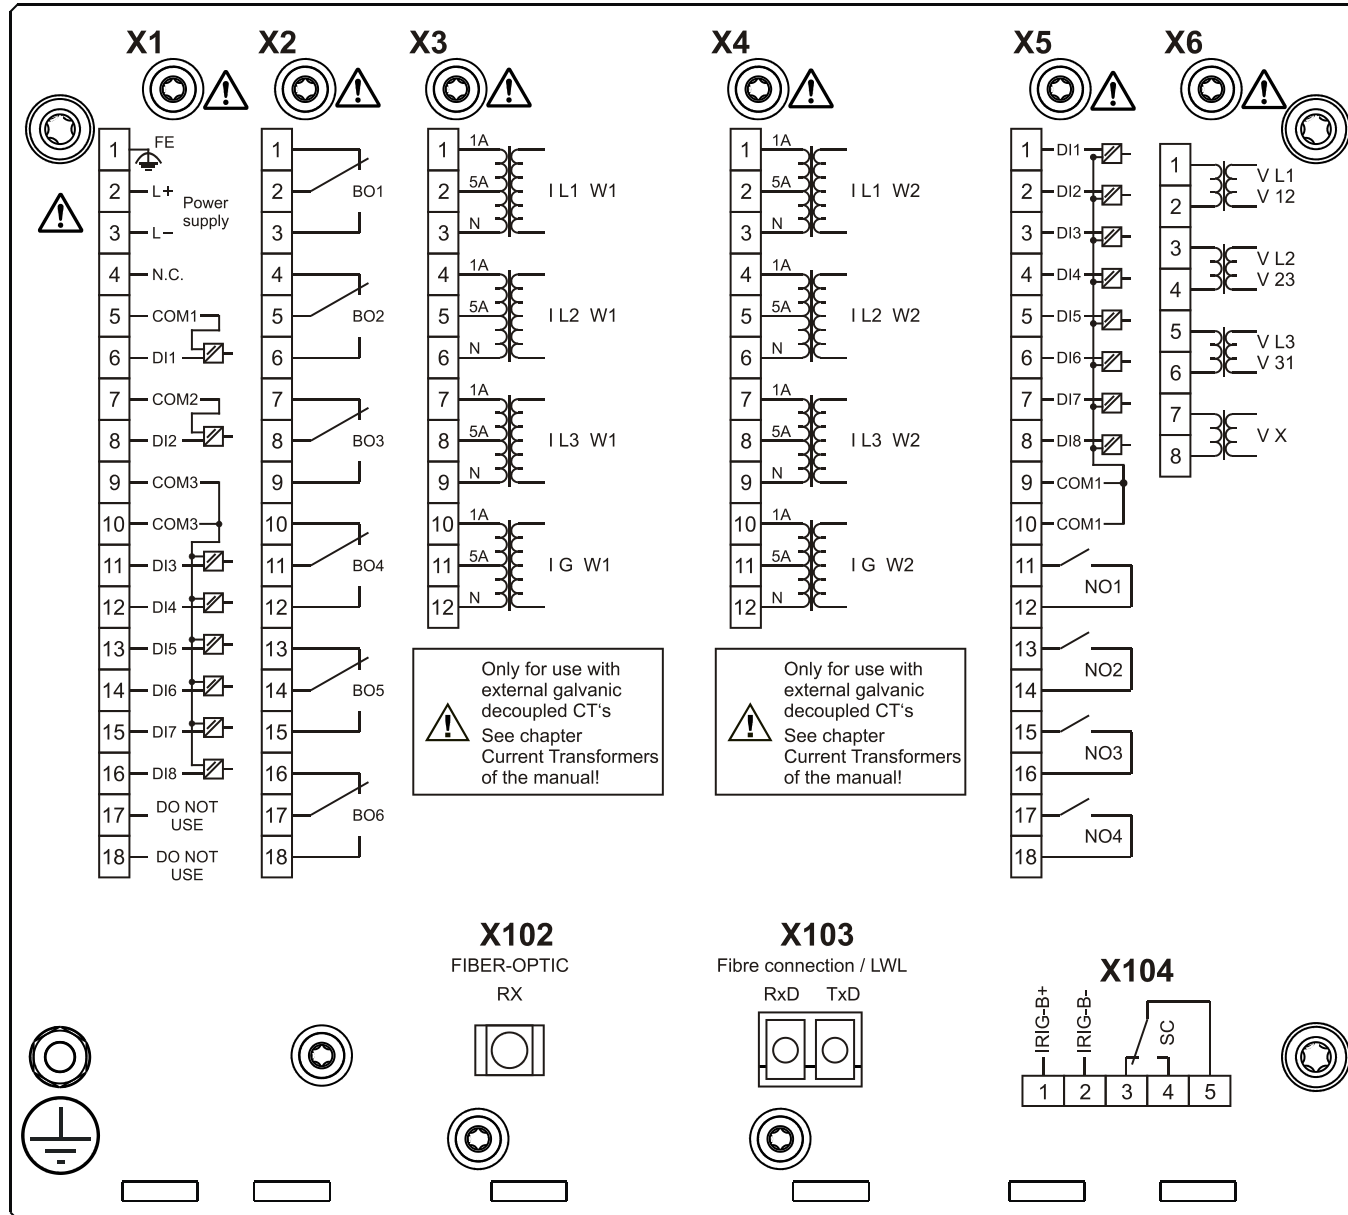 X1
1 FE
2 L+ Power
supply
3 L−
4 N.C.
5 COM1
6 DI1
7 COM2
8 DI2
9 COM3
10 COM3
11 DI3
12 DI4
13 DI5
14 DI6
15 DI7
16 DI8
17 DO NOT
USE
18 DO NOT
USE
X2
1
2 BO1
3
4
5 BO2
6
7
8 BO3
9
10
11 BO4
12
13
14 BO5
15
16
17 BO6
18
X3
1 1A
2 5A I L1 W1
3 N
4 1A
5 5A I L2 W1
6 N
7 1A
8 5A I L3 W1
9 N
10 1A
11 5A I G W1
12 N
Only for use with
external galvanic
decoupled CT‘s
See chapter
Current Transformers
of the manual!
X4
1 1A
2 5A I L1 W2
3 N
4 1A
5 5A I L2 W2
6 N
7 1A
8 5A I L3 W2
9 N
10 1A
11 5A I G W2
12 N
Only for use with
external galvanic
decoupled CT‘s
See chapter
Current Transformers
of the manual!
X5
1 DI1
2 DI2
3 DI3
4 DI4
5 DI5
6 DI6
7 DI7
8 DI8
9 COM1
10 COM1
11
NO1
12
13
NO2
14
15
NO3
16
17
NO4
18
X6
1 V L1
2 V 12
3 V L2
4 V 23
5 V L3
6 V 31
7
V X
8
X102
FIBER-OPTIC
RX
X103
Fibre connection / LWL
RxD TxD
X104
IRIG-B+
IRIG-B-
SC
1 2 3 4 5